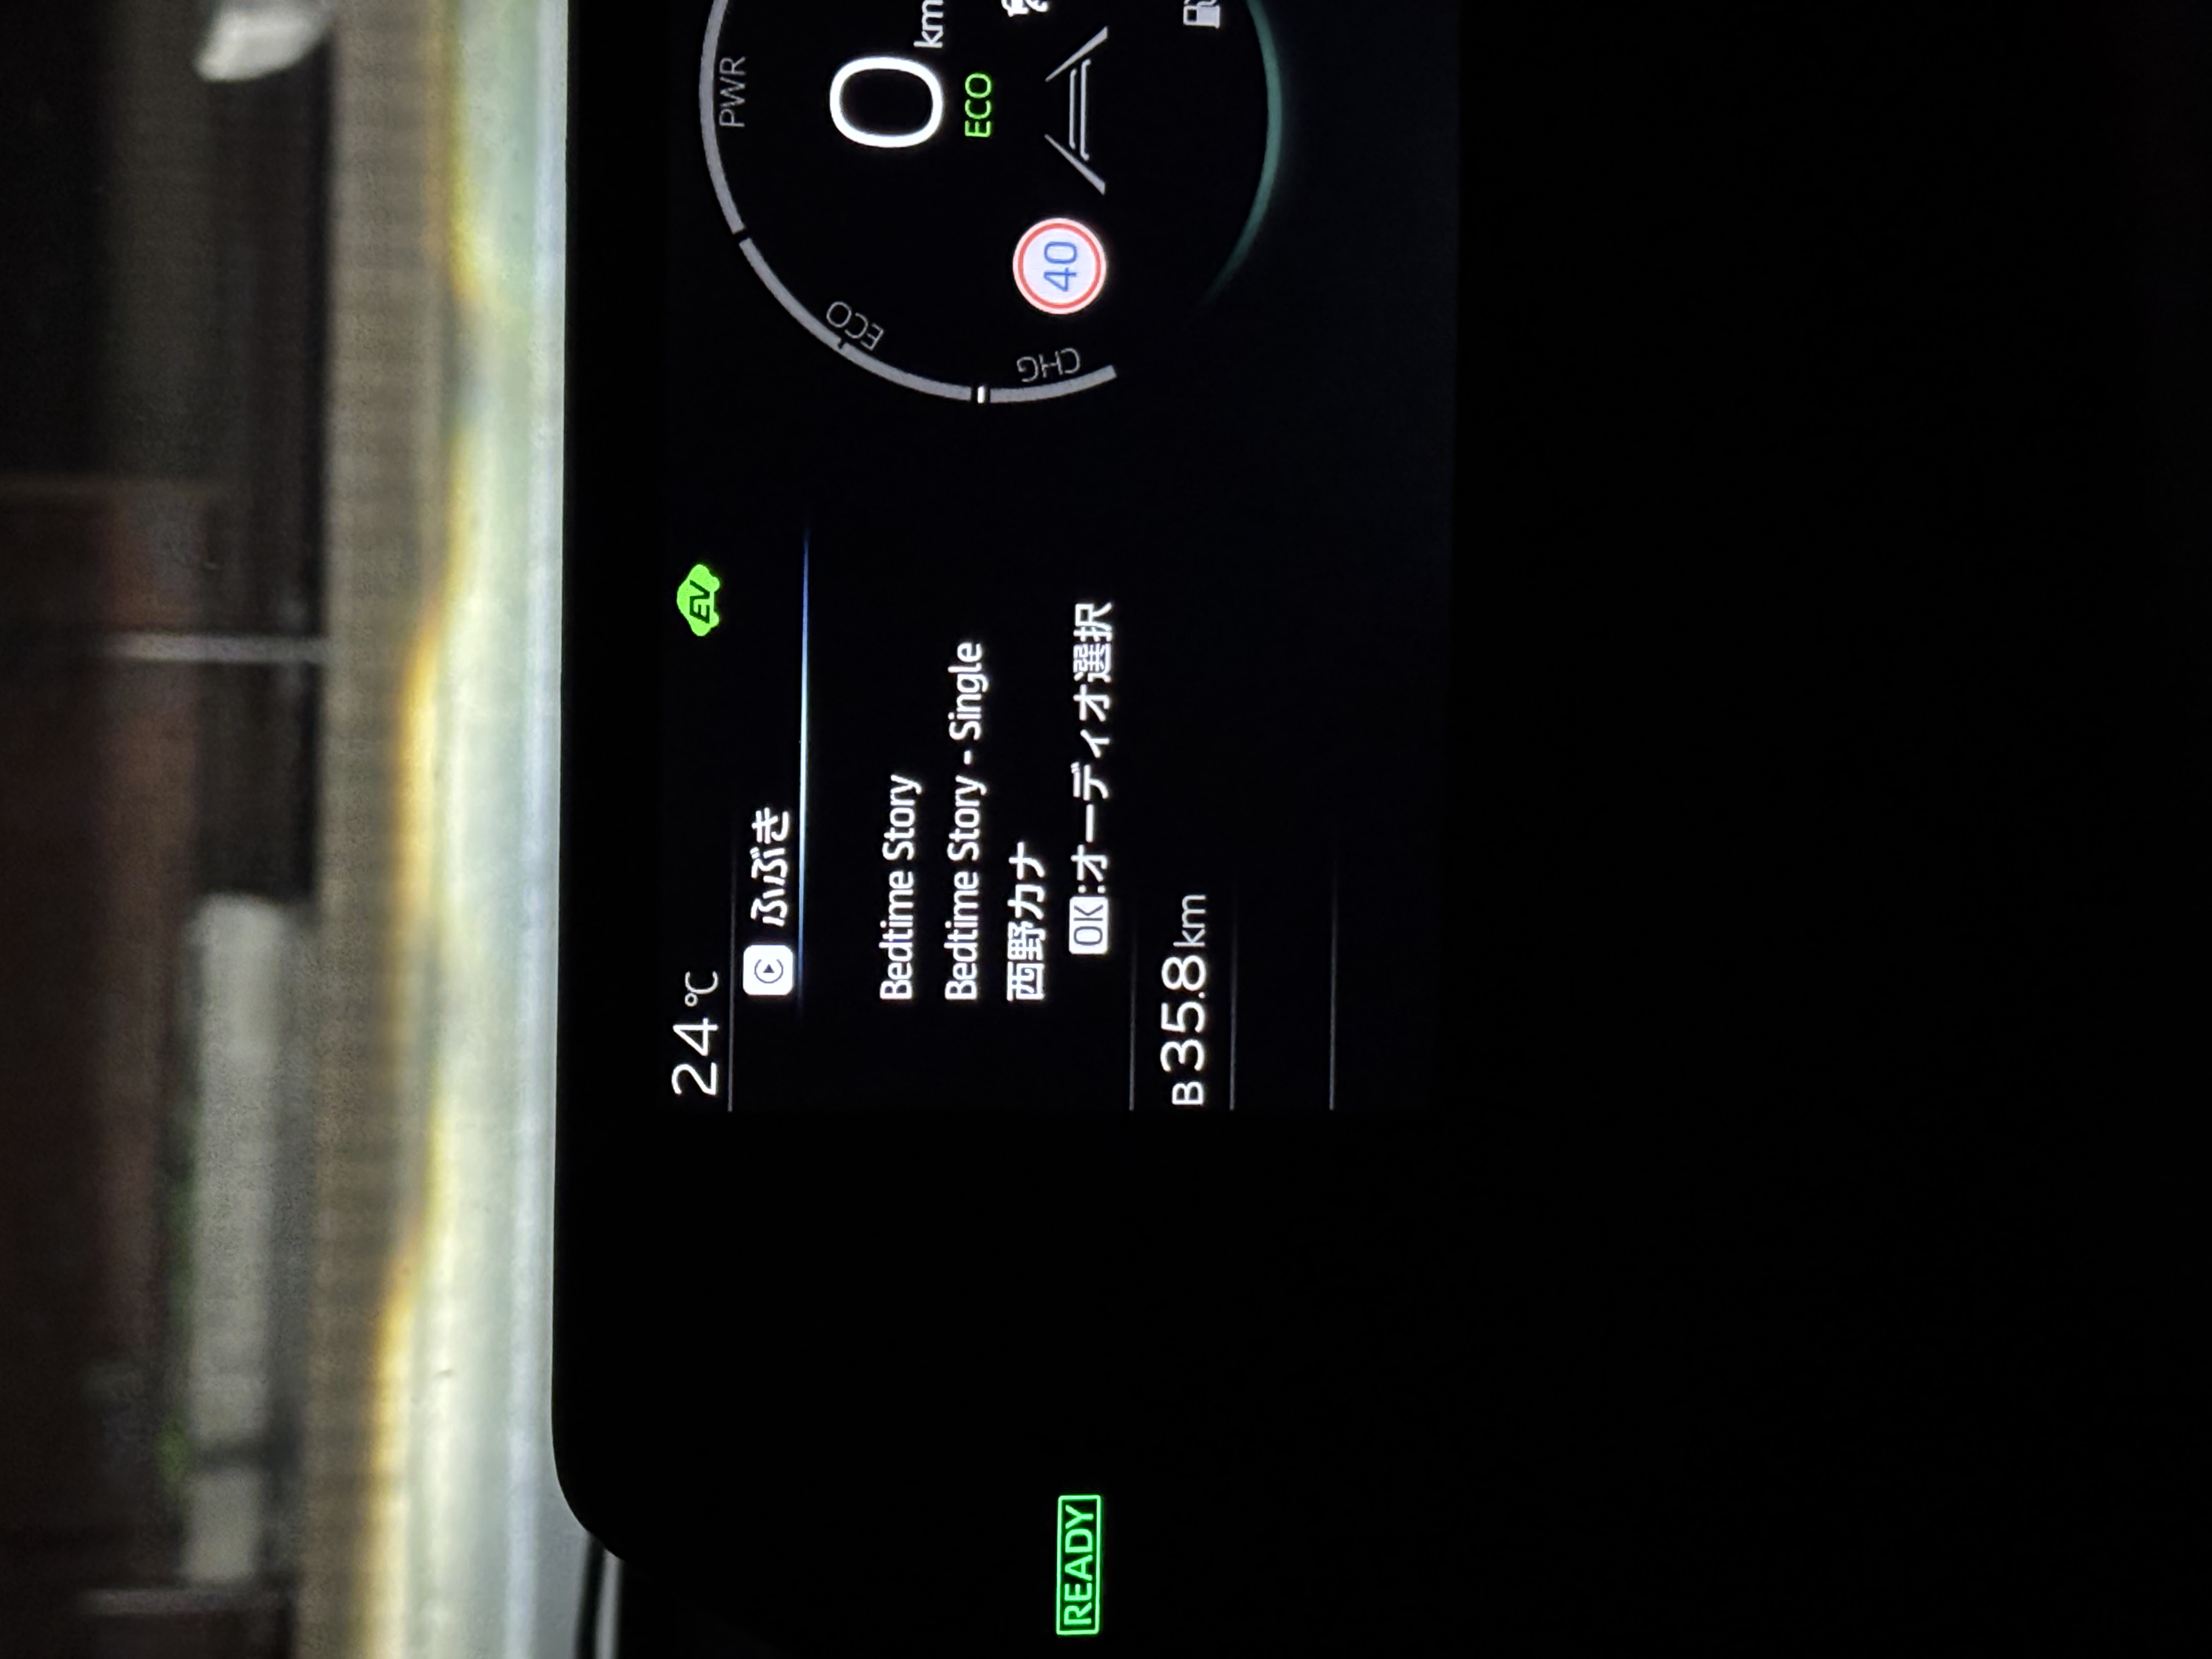 24℃
EV
ふぶき
Bedtime Story
Bedtime Story - Single
西野カナ
OK:オーディオ選択
B 35.8 km
READY
PWR
ECO
CHG
0 km
ECO
40